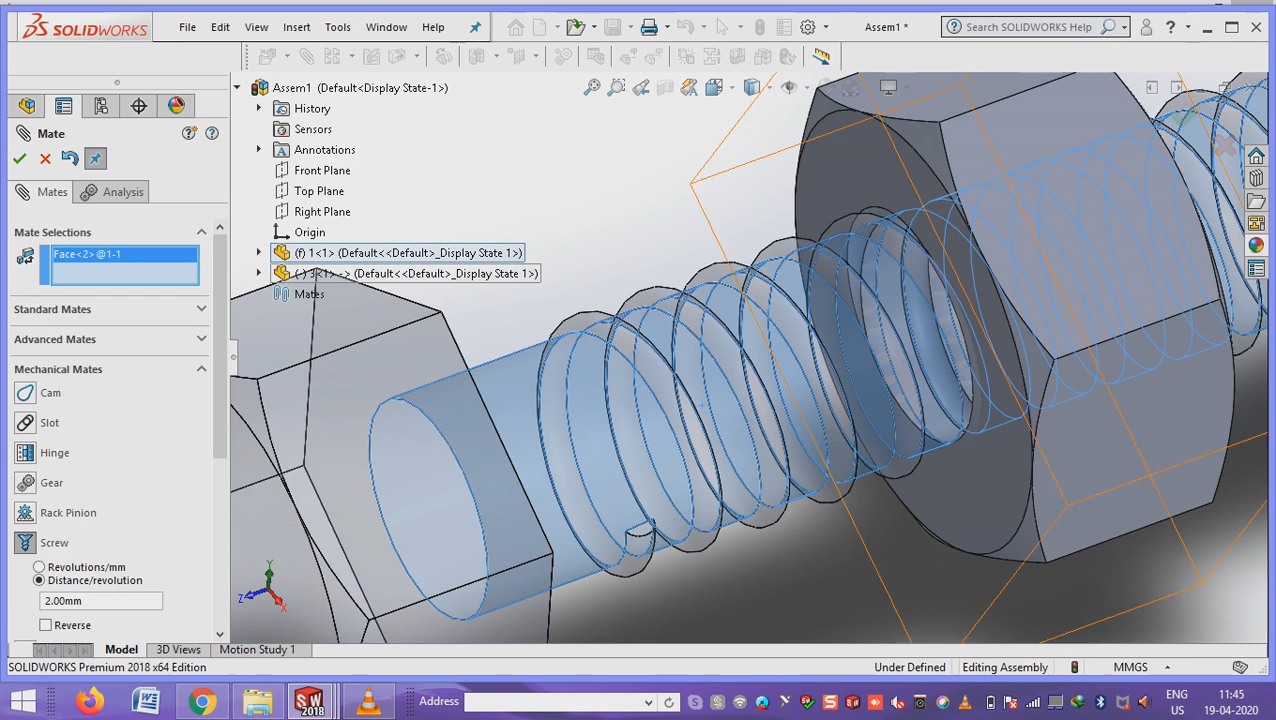 SOLIDWORKS File Edit View Insert Tools Window Help Assem1 * Search SOLIDWORKS Help
Assem1 (Default<Display State-1>)
History
Sensors
Annotations
Front Plane
Top Plane
Right Plane
Origin
(f) 1<1> (Default<<Default>_Display State 1>)
(-) 3<1> -> (Default<<Default>_Display State 1>)
Mates
Mate
Mates Analysis
Mate Selections
Face<2>@1-1
Standard Mates
Advanced Mates
Mechanical Mates
Cam
Slot
Hinge
Gear
Rack Pinion
Screw
Revolutions/mm
Distance/revolution
2.00mm
Reverse
Y
Z
X
Model 3D Views Motion Study 1
SOLIDWORKS Premium 2018 x64 Edition Under Defined Editing Assembly MMGS
SW 2018 Address ENG US 11:45 19-04-2020